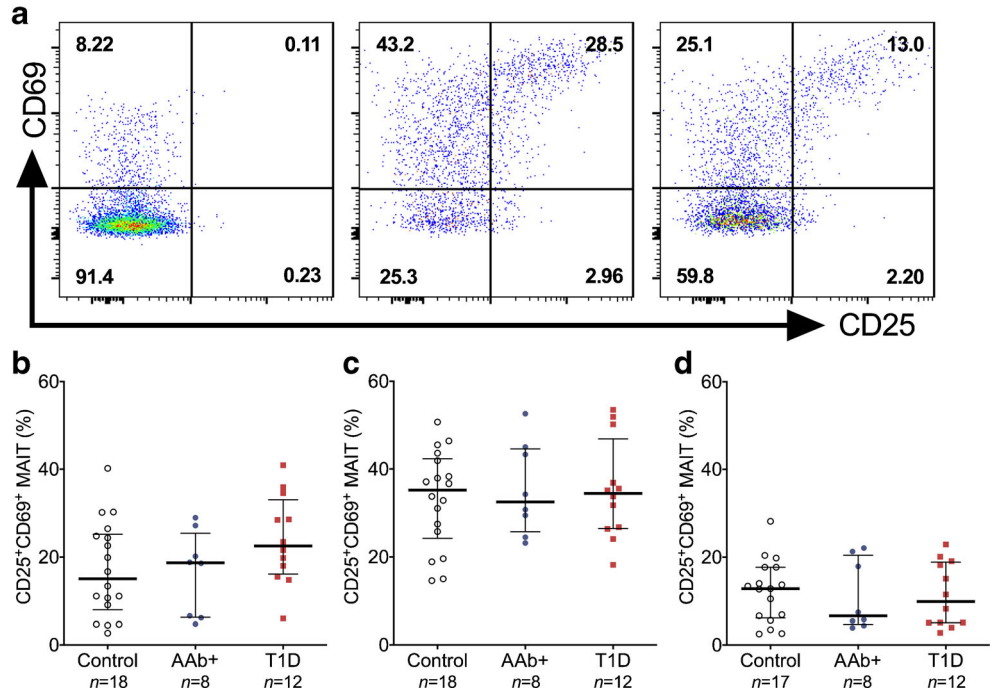 a
8.22 0.11 43.2 28.5 25.1 13.0
CD69
91.4 0.23 25.3 2.96 59.8 2.20
CD25
b
CD25+CD69+ MAIT (%)
60
40
20
0
Control AAb+ T1D
n=18 n=8 n=12
c
CD25+CD69+ MAIT (%)
60
40
20
0
Control AAb+ T1D
n=18 n=8 n=12
d
CD25+CD69+ MAIT (%)
60
40
20
0
Control AAb+ T1D
n=17 n=8 n=12